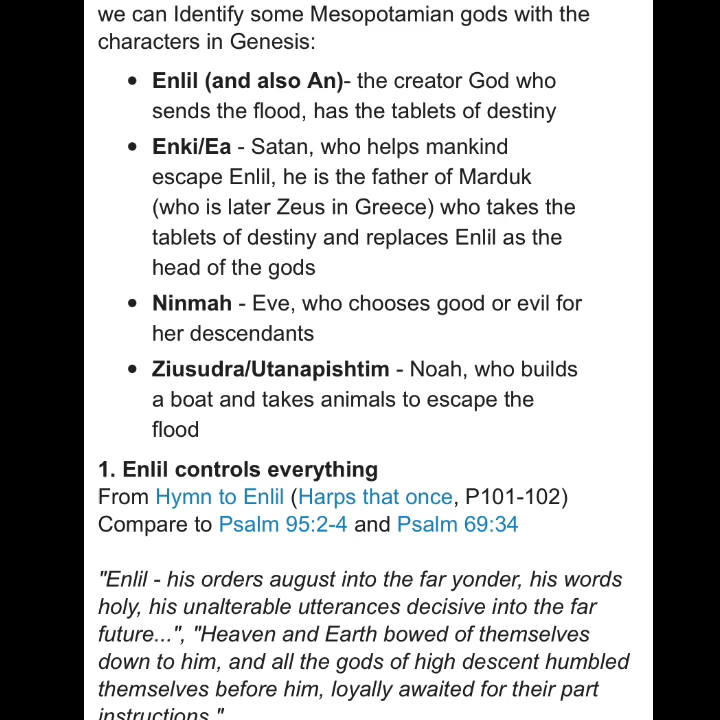 we can Identify some Mesopotamian gods with the
characters in Genesis:
• Enlil (and also An)- the creator God who
sends the flood, has the tablets of destiny
• Enki/Ea - Satan, who helps mankind
escape Enlil, he is the father of Marduk
(who is later Zeus in Greece) who takes the
tablets of destiny and replaces Enlil as the
head of the gods
• Ninmah - Eve, who chooses good or evil for
her descendants
• Ziusudra/Utanapishtim - Noah, who builds
a boat and takes animals to escape the
flood
1. Enlil controls everything
From Hymn to Enlil (Harps that once, P101-102)
Compare to Psalm 95:2-4 and Psalm 69:34
"Enlil - his orders august into the far yonder, his words
holy, his unalterable utterances decisive into the far
future...", "Heaven and Earth bowed of themselves
down to him, and all the gods of high descent humbled
themselves before him, loyally awaited for their part
instructions."